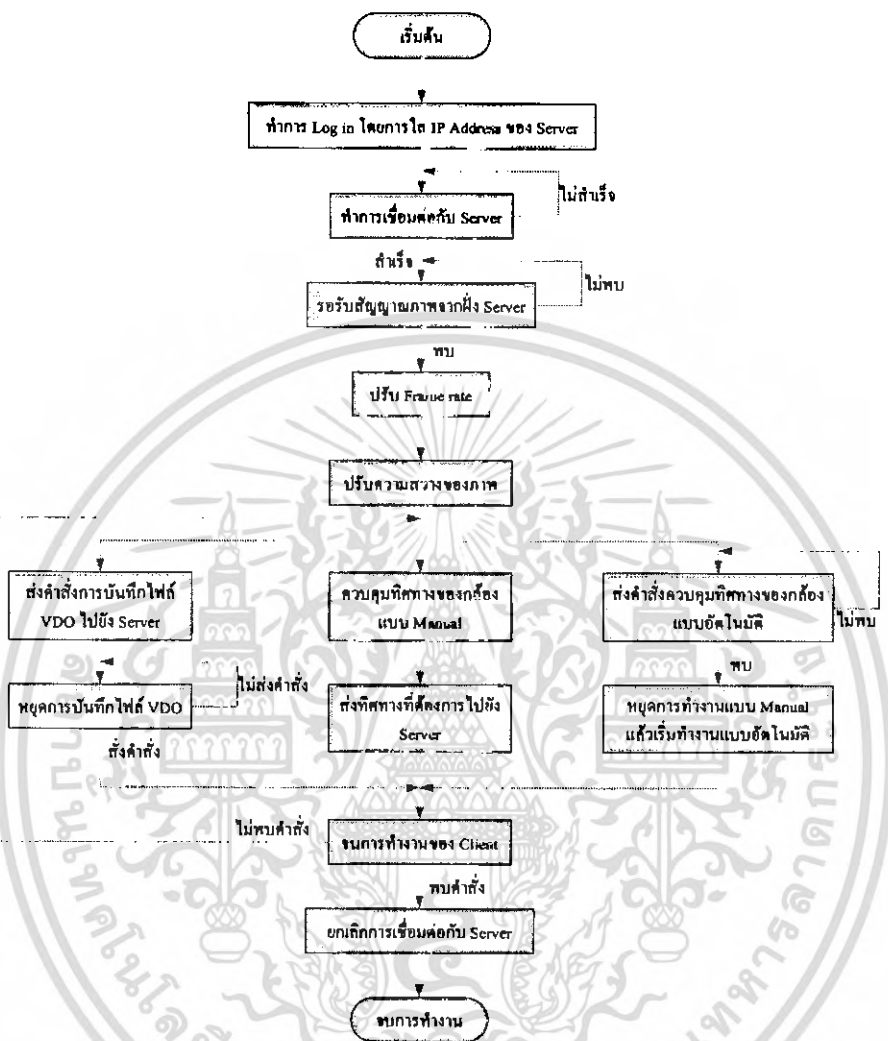 เริ่มต้น
ทำการ Log in โดยการใส IP Address ของ Server
ไม่สำเร็จ
ทำการเชื่อมต่อกับ Server
สำเร็จ
ไม่พบ
รอรับสัญญาณภาพจากฝั่ง Server
พบ
ปรับ Frame rate
ปรับความสวางของภาพ
ส่งคำสั่งการบันทึกไฟล์
VDO ไปยัง Server
ควบคุมทิศทางของกล้อง
แบบ Manual
ส่งคำสั่งควบคุมทิศทางของกล้อง
แบบอัตโนมัติ
ไม่พบ
พบ
หยุดการบันทึกไฟล์ VDO
ไม่ส่งคำสั่ง
ส่งทิศทางที่ต้องการไปยัง
Server
หยุดการทำงานแบบ Manual
แล้วเริ่มทำงานแบบอัตโนมัติ
สั่งคำสั่ง
ไม่พบคำสั่ง
จบการทำงานของ Client
พบคำสั่ง
ยกเลิกการเชื่อมต่อกับ Server
จบการทำงาน